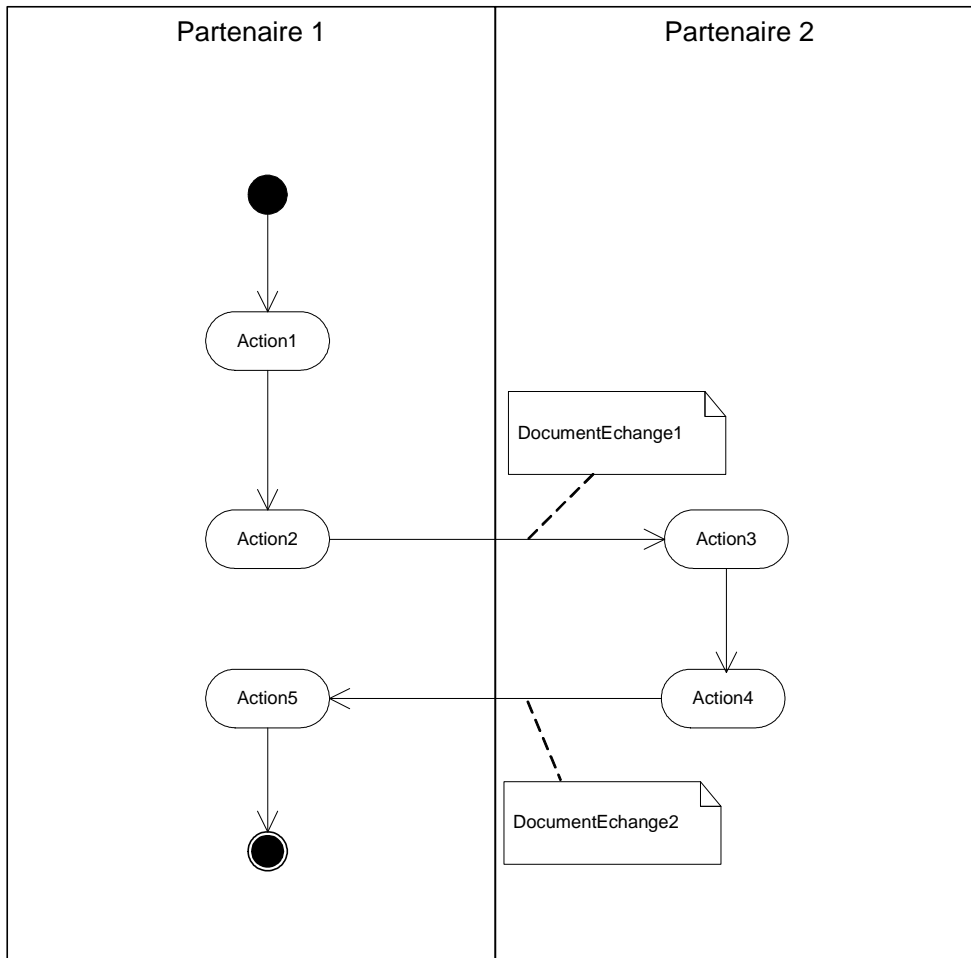 Partenaire 1
Partenaire 2
Action1
DocumentEchange1
Action2
Action3
Action5
Action4
DocumentEchange2